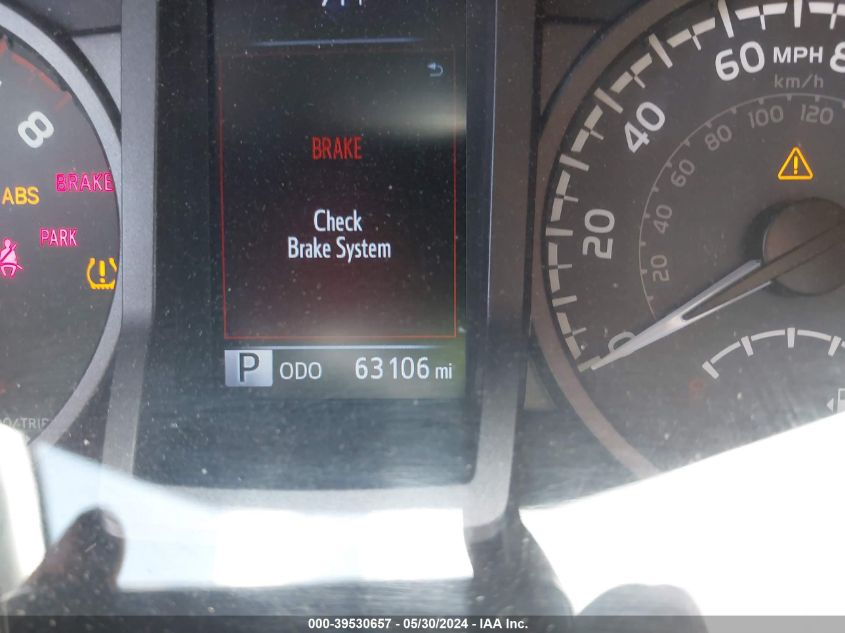 8
ABS
BRAKE
PARK
BRAKE
Check
Brake System
P ODO 63106 mi
0
20
40
60
MPH
km/h
20
40
60
80
100
120
000-39530657 - 05/30/2024 - IAA Inc.